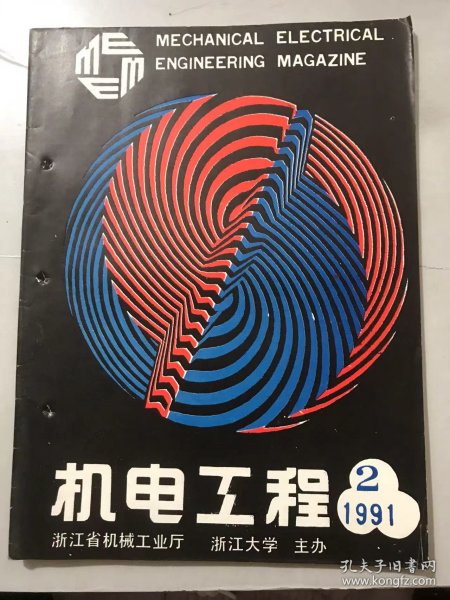 MEEM
MECHANICAL ELECTRICAL
ENGINEERING MAGAZINE
机电工程
2
1991
浙江省机械工业厅 浙江大学 主办
孔夫子旧书网
www.kongfz.com